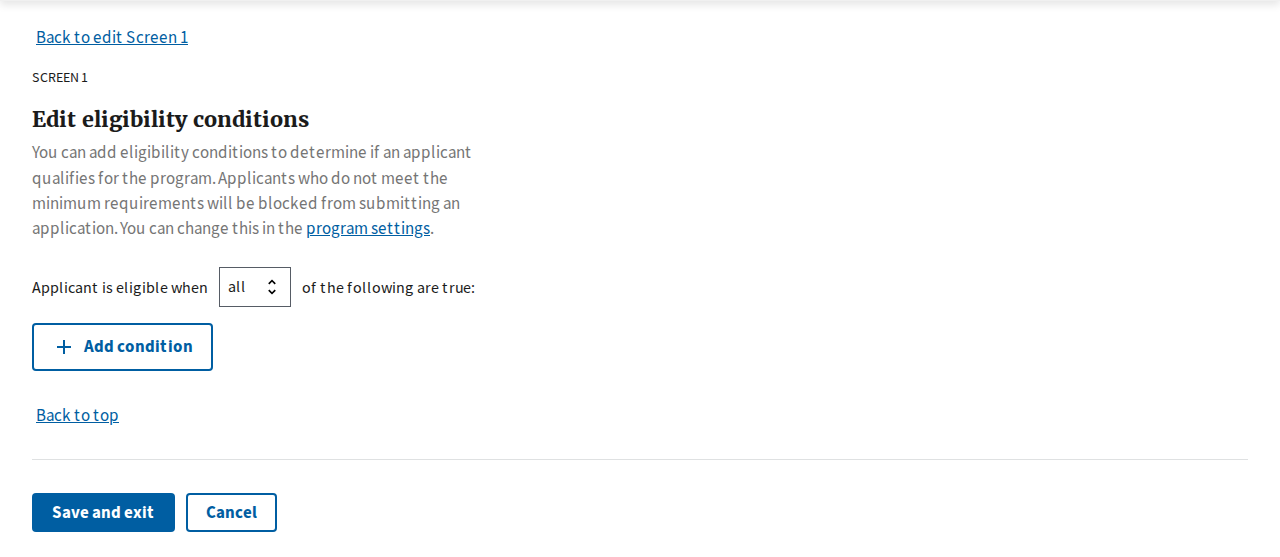 Back to edit Screen 1
SCREEN 1
Edit eligibility conditions
You can add eligibility conditions to determine if an applicant
qualifies for the program. Applicants who do not meet the
minimum requirements will be blocked from submitting an
application. You can change this in the program settings.
Applicant is eligible when all of the following are true:
Add condition
Back to top
Save and exit Cancel